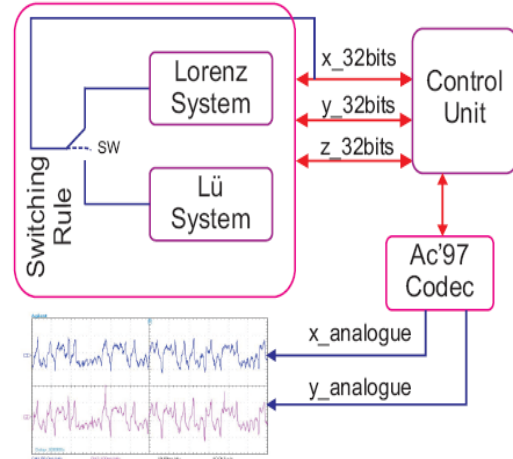 Lorenz
System
SW
Lü
System
Switching
Rule
x_32bits
y_32bits
z_32bits
Control
Unit
Ac'97
Codec
x_analogue
y_analogue